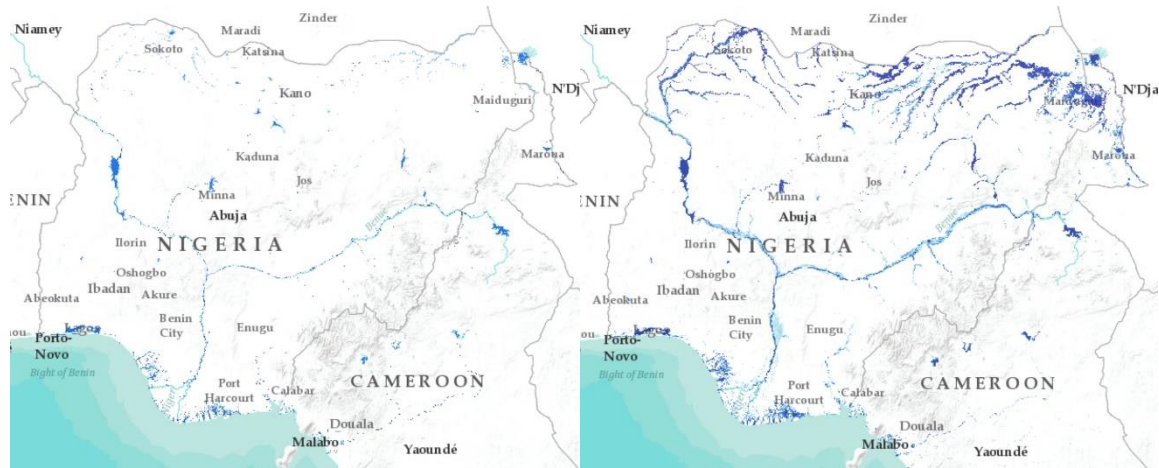 Zinder
Niamey
Maradi
Sokoto
Katsina
Kano
N'Dj
Maiduguri
Kaduna
Maroua
Jos
Minna
ENIN
Abuja
Benue
Ilorin
NIGERIA
Oshogbo
Ibadan
Abeokuta
Akure
Benin
City
Enugu
Lagos
Porto-
Novo
Bight of Benin
Port
Harcourt
Calabar
CAMEROON
Douala
Malabo
Yaoundé
Zinder
Niamey
Maradi
Sokoto
Katsina
Kano
N'Dja
Kaduna
Maroua
Jos
Minna
ENIN
Abuja
Ilorin
NIGERIA
Oshogbo
Ibadan
Abeokuta
Akure
Benin
City
Enugu
Lagos
Porto-
Novo
Bight of Benin
Port
Harcourt
Calabar
CAMEROON
Douala
Malabo
Yaoundé